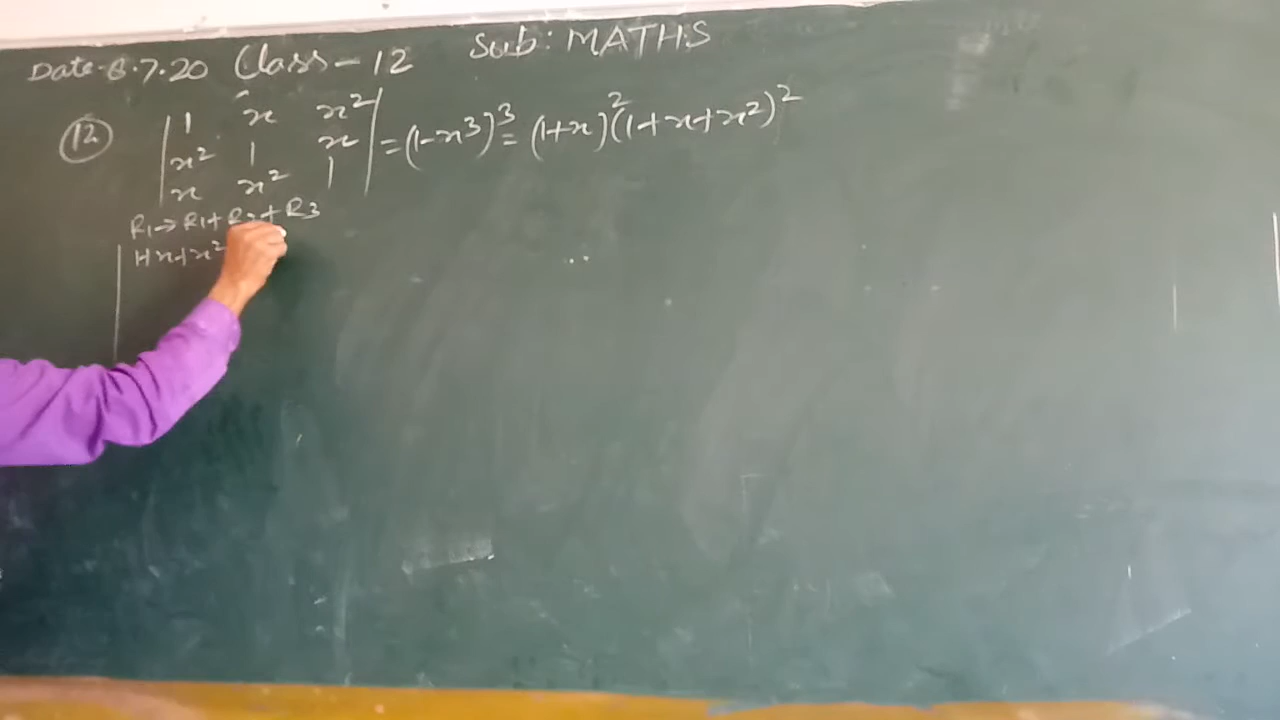 Date-6.7.20 Class-12 Sub: MATHS
(12) | 1 x x² |
| x² 1 x | = (1-x³)³ = (1+x)²(1+x+x²)²
| x x² 1 |
R1→R1+R2+R3
| 1+x+x²